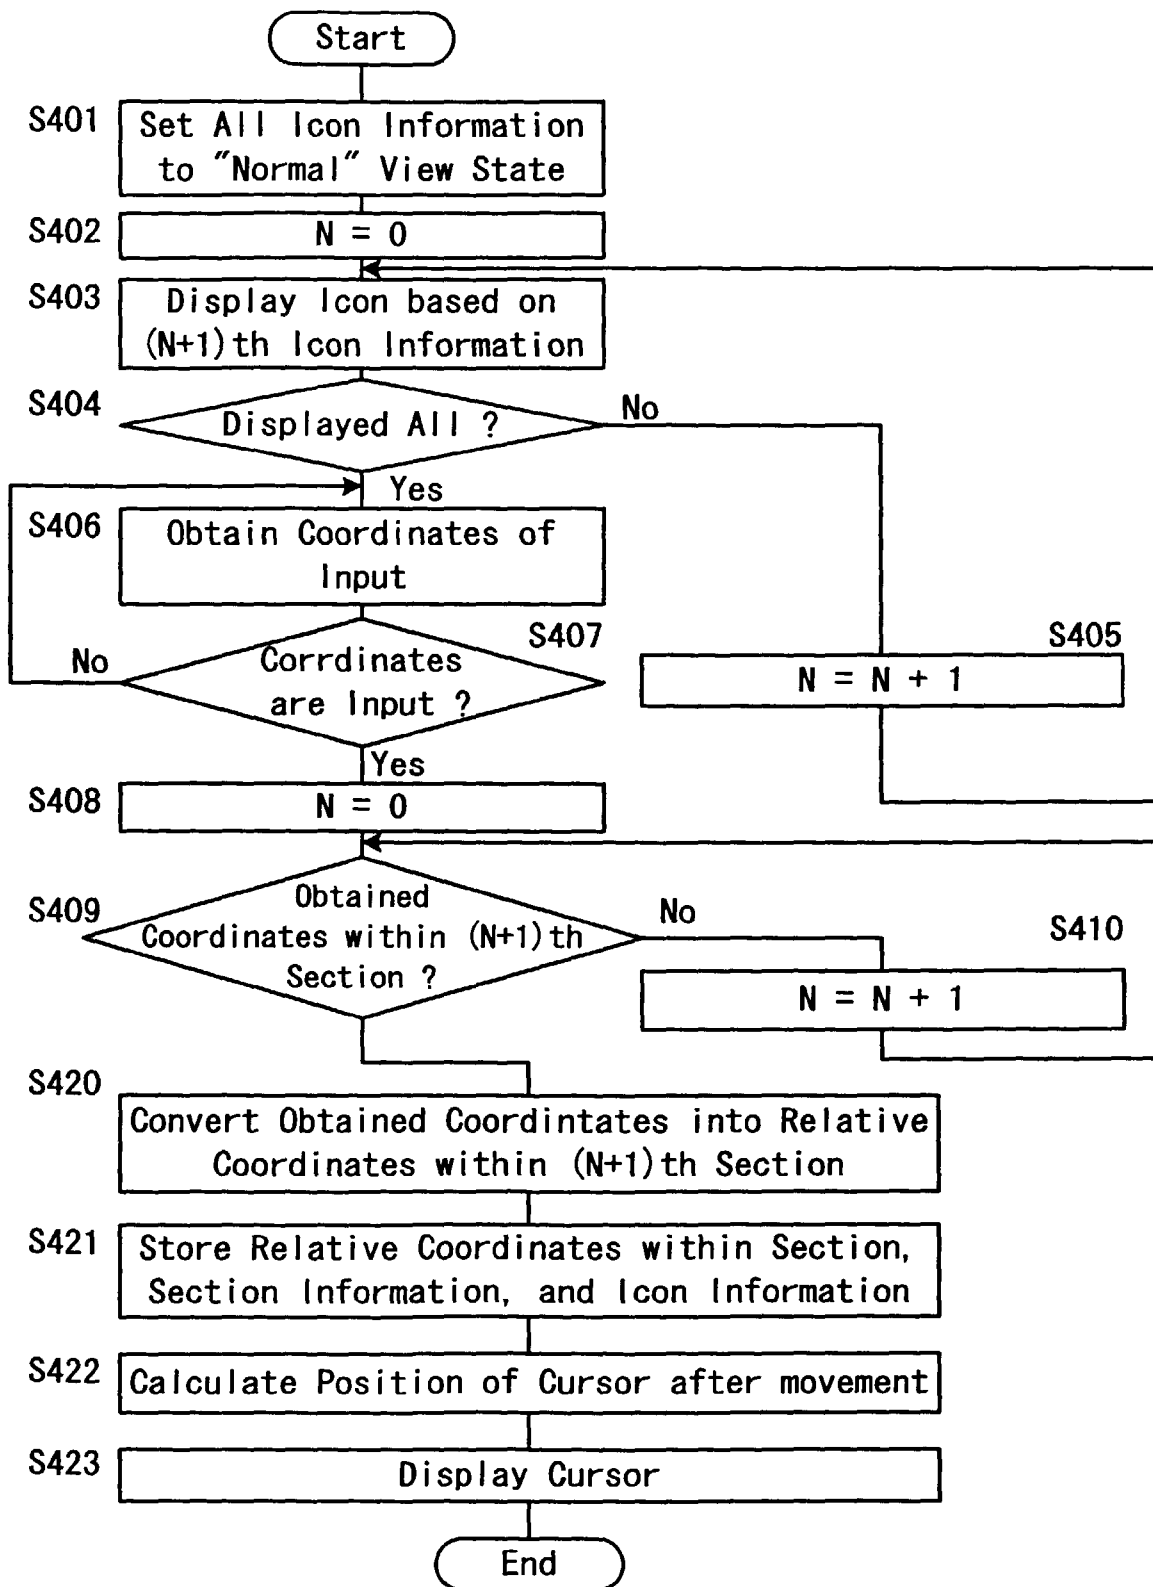 Start
S401
Set All Icon Information
to "Normal" View State
S402
N = 0
S403
Display Icon based on
(N+1)th Icon Information
S404
Displayed All ?
No
Yes
S406
Obtain Coordinates of
Input
S407
Corrdinates
are Input ?
No
Yes
S405
N = N + 1
S408
N = 0
S409
Obtained
Coordinates within (N+1)th
Section ?
No
S410
N = N + 1
S420
Convert Obtained Coordintates into Relative
Coordinates within (N+1)th Section
S421
Store Relative Coordinates within Section,
Section Information, and Icon Information
S422
Calculate Position of Cursor after movement
S423
Display Cursor
End